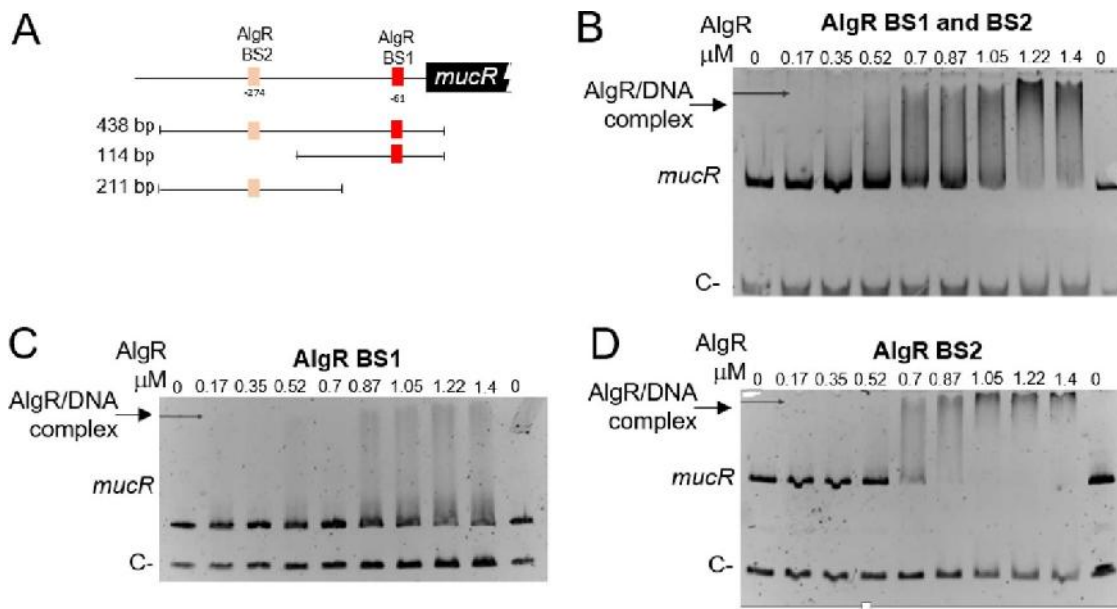 A
AlgR
BS2
AlgR
BS1
mucR
-274
-61
438 bp
114 bp
211 bp
B
AlgR
AlgR BS1 and BS2
μM
0 0.17 0.35 0.52 0.7 0.87 1.05 1.22 1.4 0
AlgR/DNA
complex
mucR
C-
C
AlgR
AlgR BS1
μM
0 0.17 0.35 0.52 0.7 0.87 1.05 1.22 1.4 0
AlgR/DNA
complex
mucR
C-
D
AlgR
AlgR BS2
μM
0 0.17 0.35 0.52 0.7 0.87 1.05 1.22 1.4 0
AlgR/DNA
complex
mucR
C-